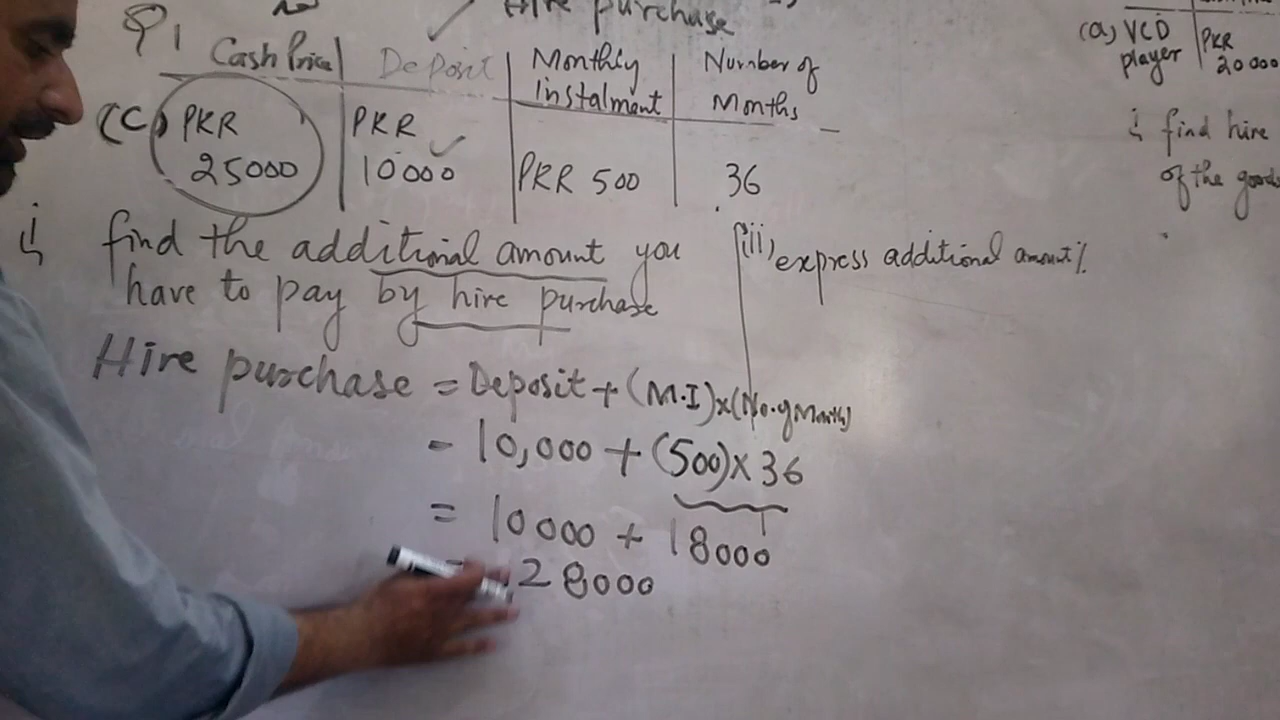 Hire purchase
Q1
Cash Price Deposit Monthly instalment Number of Months
(c) PKR 25000 PKR 10000 PKR 500 36
i find the additional amount you
have to pay by hire purchase
(ii) express additional amount %
Hire purchase = Deposit + (M.I)x(No. of Months)
= 10,000 + (500)x 36
= 10000 + 18000
28000
(a) VCD player PKR 20000
i find hire
of the goods